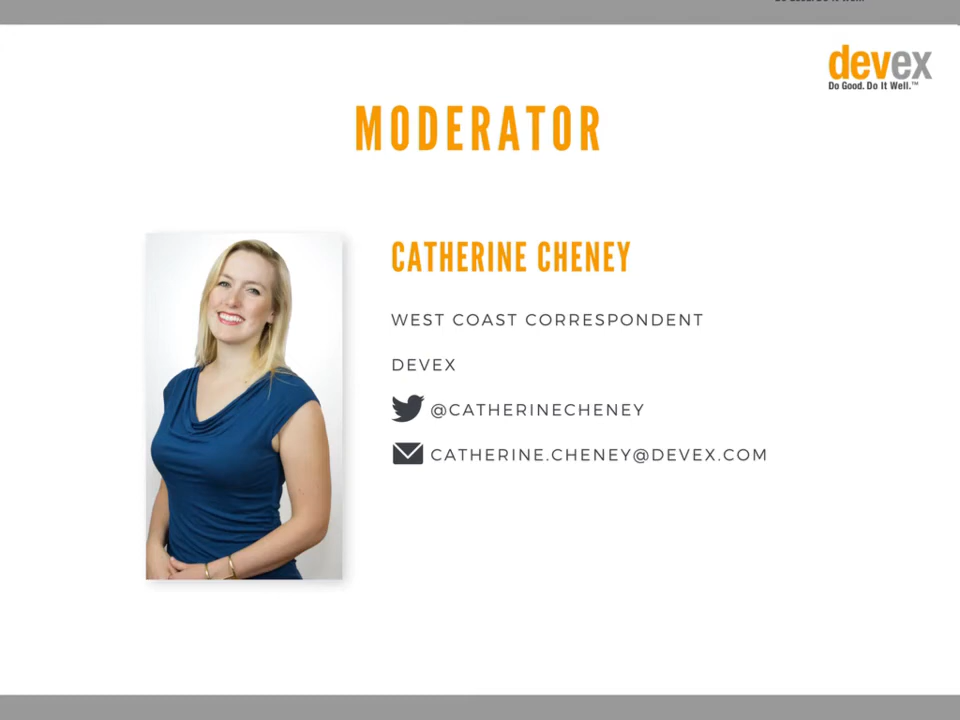 devex
Do Good. Do It Well.™
MODERATOR
CATHERINE CHENEY
WEST COAST CORRESPONDENT
DEVEX
@CATHERINECHENEY
CATHERINE.CHENEY@DEVEX.COM